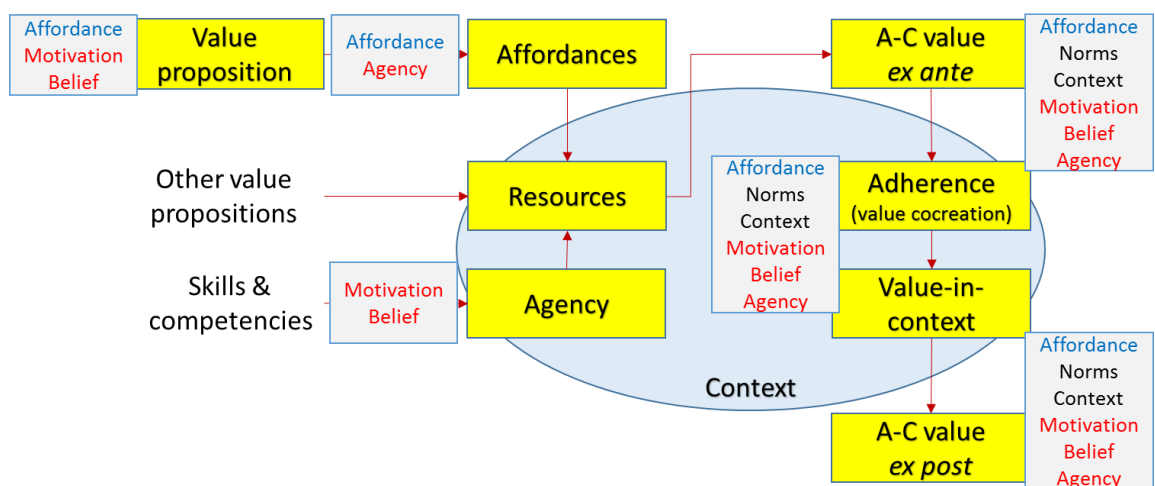 Affordance
Motivation
Belief
Value
proposition
Affordance
Agency
Affordances
A-C value
ex ante
Affordance
Norms
Context
Motivation
Belief
Agency
Other value
propositions
Resources
Affordance
Norms
Context
Motivation
Belief
Agency
Adherence
(value cocreation)
Skills &
competencies
Motivation
Belief
Agency
Value-in-
context
Context
A-C value
ex post
Affordance
Norms
Context
Motivation
Belief
Agency